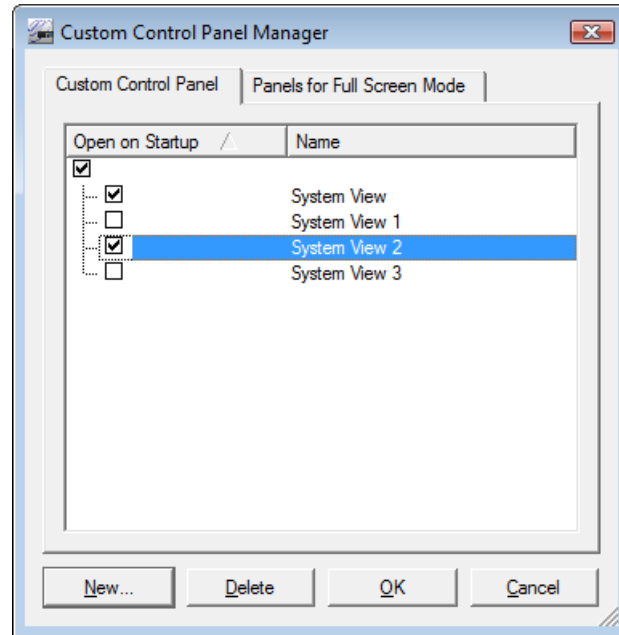 Custom Control Panel Manager
Custom Control Panel Panels for Full Screen Mode
Open on Startup Name
System View
System View 1
System View 2
System View 3
New... Delete OK Cancel